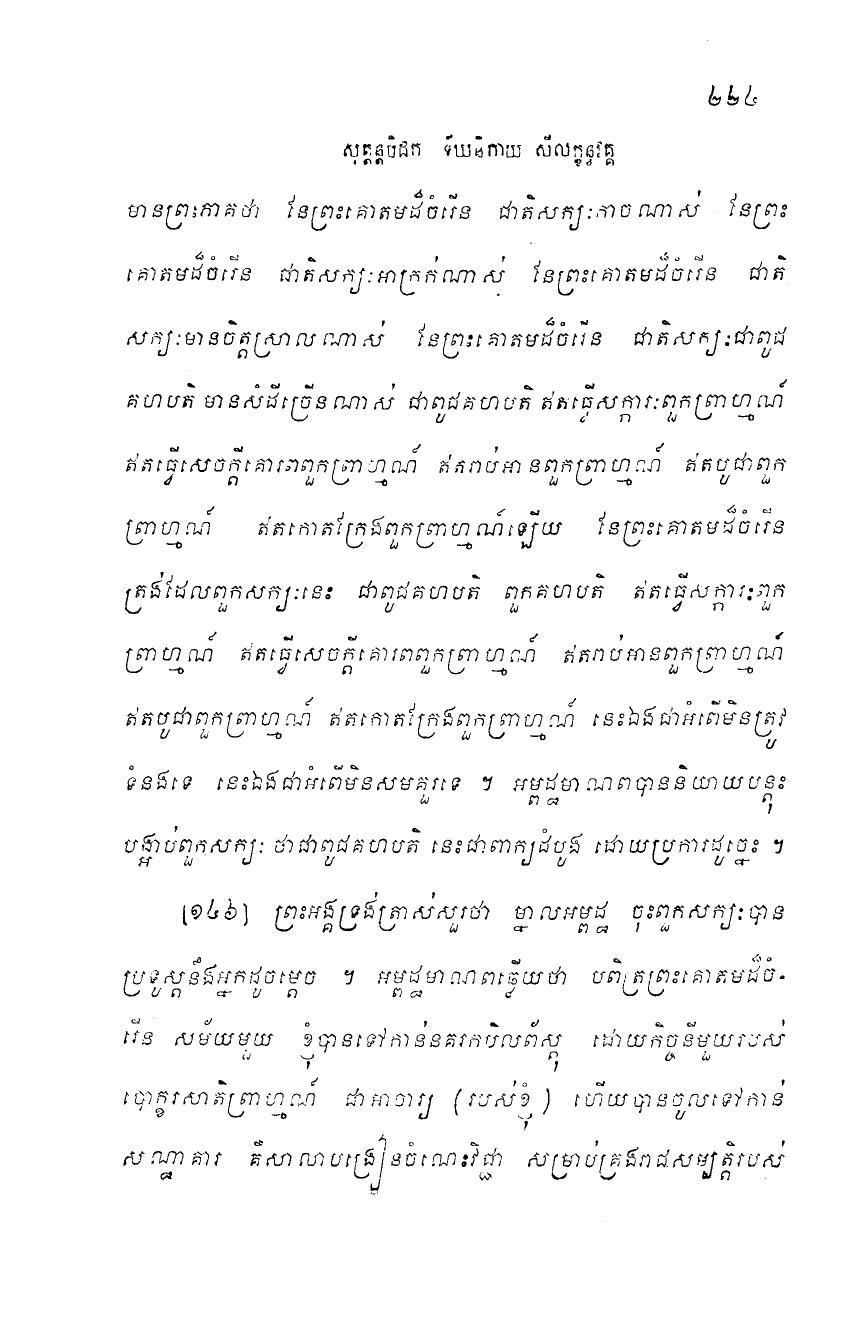 ២២៤
សុត្តន្តបិដក ទីឃនិកាយ សីលក្ខន្ធវគ្គ
មានព្រះភាគថា នែព្រះគោតមដ៏ចំរើន ជាតិសក្យៈកាចណាស់ នែព្រះ
គោតមដ៏ចំរើន ជាតិសក្យៈអាក្រក់ណាស់ នែព្រះគោតមដ៏ចំរើន ជាតិ
សក្យៈមានចិត្តស្រាលណាស់ នែព្រះគោតមដ៏ចំរើន ជាតិសក្យៈជាពូជ
គហបតិ មានសំដីច្រើនណាស់ ជាពូជគហបតិ ឥតធ្វើសក្ការៈពួកព្រាហ្មណ៍
ឥតធ្វើសេចក្តីគោរពពួកព្រាហ្មណ៍ ឥតរាប់អានពួកព្រាហ្មណ៍ ឥតបូជាពួក
ព្រាហ្មណ៍ ឥតកោតក្រែងពួកព្រាហ្មណ៍ឡើយ នែព្រះគោតមដ៏ចំរើន
ត្រង់ដែលពួកសក្យៈនេះ ជាពូជគហបតិ ពួកគហបតិ ឥតធ្វើសក្ការៈពួក
ព្រាហ្មណ៍ ឥតធ្វើសេចក្តីគោរពពួកព្រាហ្មណ៍ ឥតរាប់អានពួកព្រាហ្មណ៍
ឥតបូជាពួកព្រាហ្មណ៍ ឥតកោតក្រែងពួកព្រាហ្មណ៍ នេះឯងជាអំពើមិនត្រូវ
ទំនងទេ នេះឯងជាអំពើមិនសមគួរទេ ។ អម្ពដ្ឋមាណពបាននិយាយបន្តុះ
បង្អាប់ពួកសក្យៈ ថាជាពូជគហបតិ នេះជាពាក្យដំបូង ដោយប្រការដូច្នេះ ។
[១៤៦] ព្រះអង្គទ្រង់ត្រាស់សួរថា ម្នាលអម្ពដ្ឋ ចុះពួកសក្យៈបាន
ប្រទូស្តនឹងអ្នកដូចម្តេច ។ អម្ពដ្ឋមាណពឆ្លើយថា បពិត្រព្រះគោតមដ៏ចំ-
រើន សម័យមួយ ខ្ញុំបានទៅកាន់នគរកបិលព័ស្តុ ដោយកិច្ចនីមួយរបស់
បោក្ខរសាតិព្រាហ្មណ៍ ជាអាចារ្យ (របស់ខ្ញុំ) ហើយបានចូលទៅកាន់
សណ្ឋាគារ គឺសាលាបង្រៀនចំណេះវិជ្ជា សម្រាប់គ្រងរាជសម្បត្តិរបស់